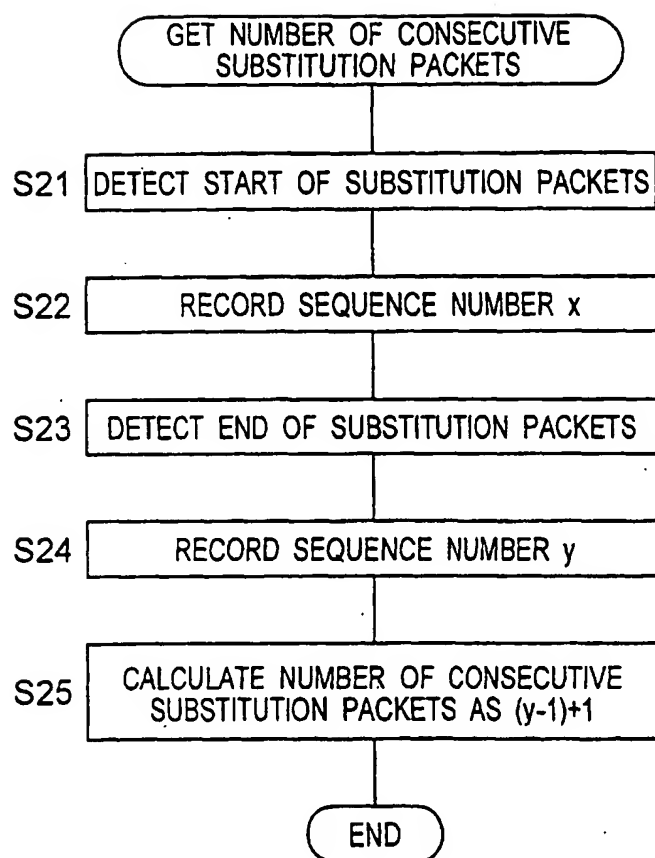 GET NUMBER OF CONSECUTIVE
SUBSTITUTION PACKETS
S21 DETECT START OF SUBSTITUTION PACKETS
S22 RECORD SEQUENCE NUMBER x
S23 DETECT END OF SUBSTITUTION PACKETS
S24 RECORD SEQUENCE NUMBER y
S25 CALCULATE NUMBER OF CONSECUTIVE
SUBSTITUTION PACKETS AS (y-1)+1
END